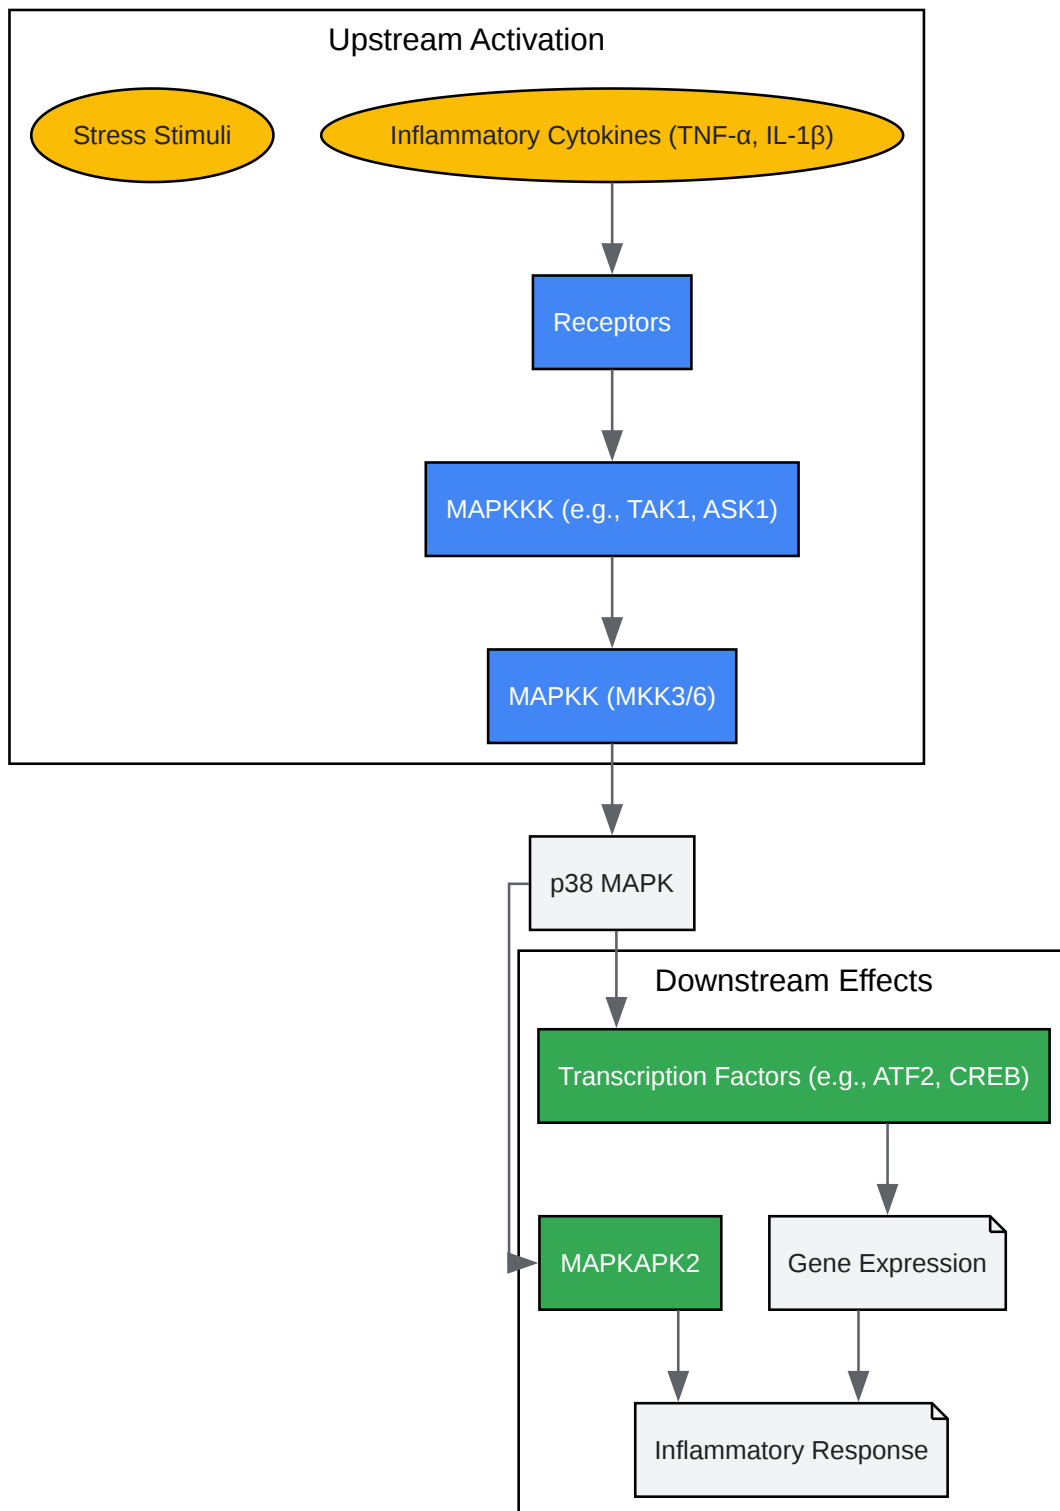 Upstream Activation
Stress Stimuli
Inflammatory Cytokines (TNF-α, IL-1β)
Receptors
MAPKKK (e.g., TAK1, ASK1)
MAPKK (MKK3/6)
p38 MAPK
Downstream Effects
Transcription Factors (e.g., ATF2, CREB)
MAPKAPK2
Gene Expression
Inflammatory Response